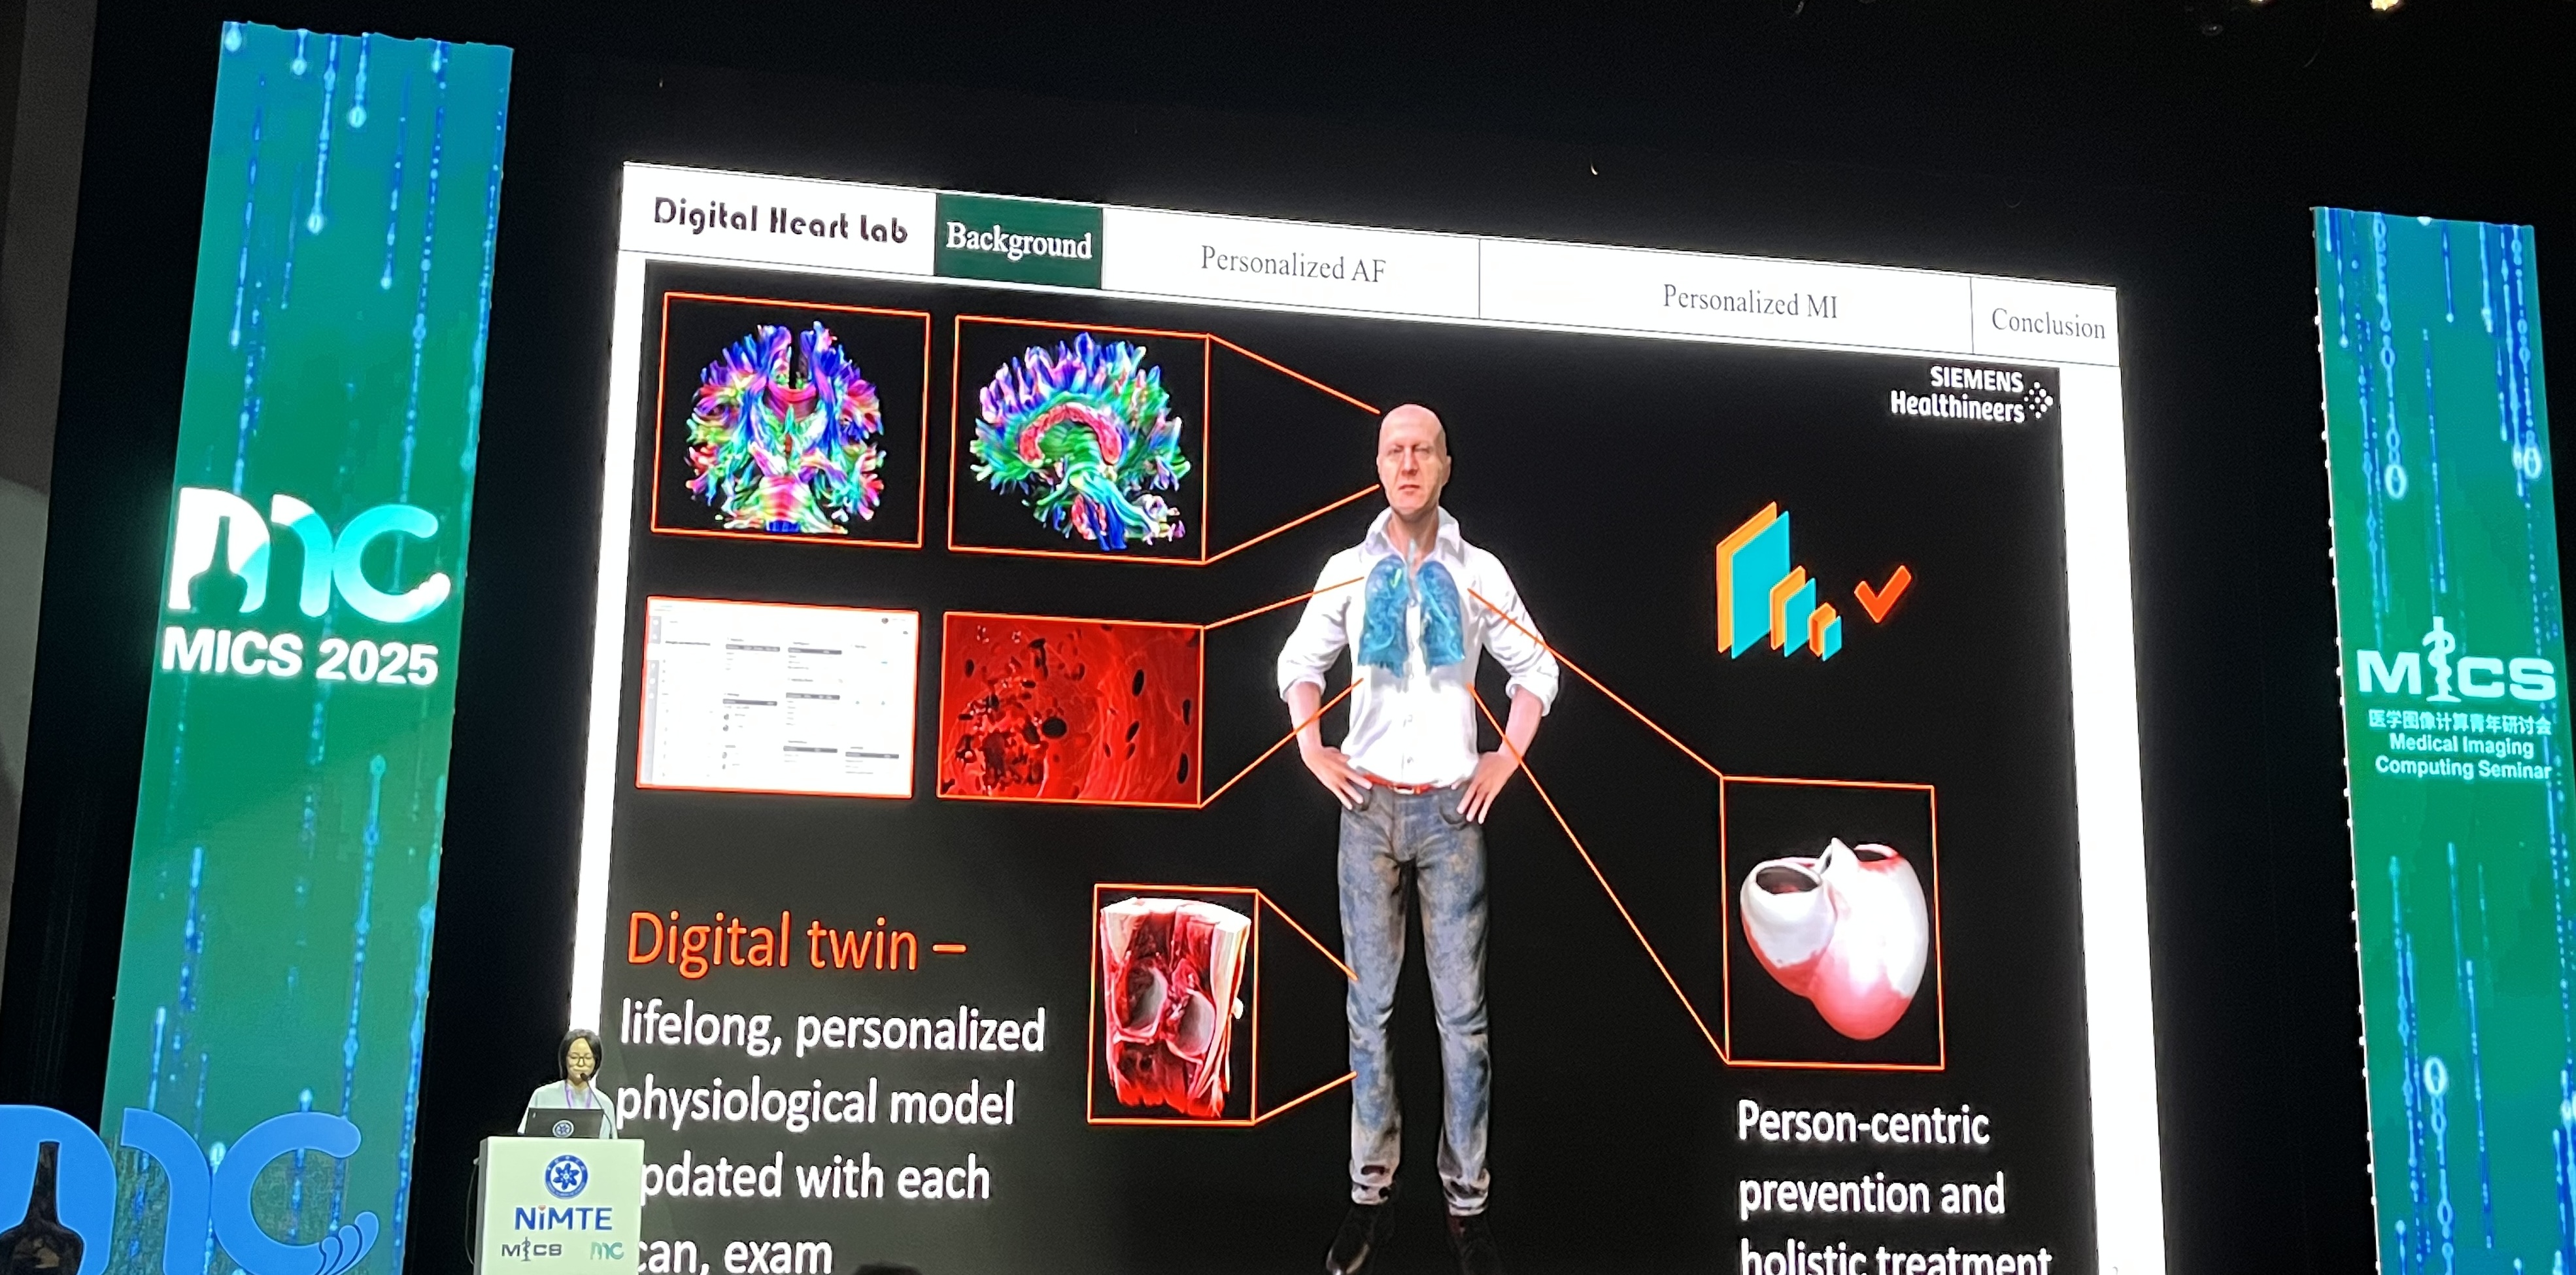 MICS 2025
Digital Heart Lab
Background
Personalized AF
Personalized MI
Conclusion
SIEMENS
Healthineers
Digital twin –
lifelong, personalized
physiological model
pdated with each
can, exam
Person-centric
prevention and
holistic treatment
MICS
医学图像计算青年研讨会
Medical Imaging
Computing Seminar
NiMTE
MICS